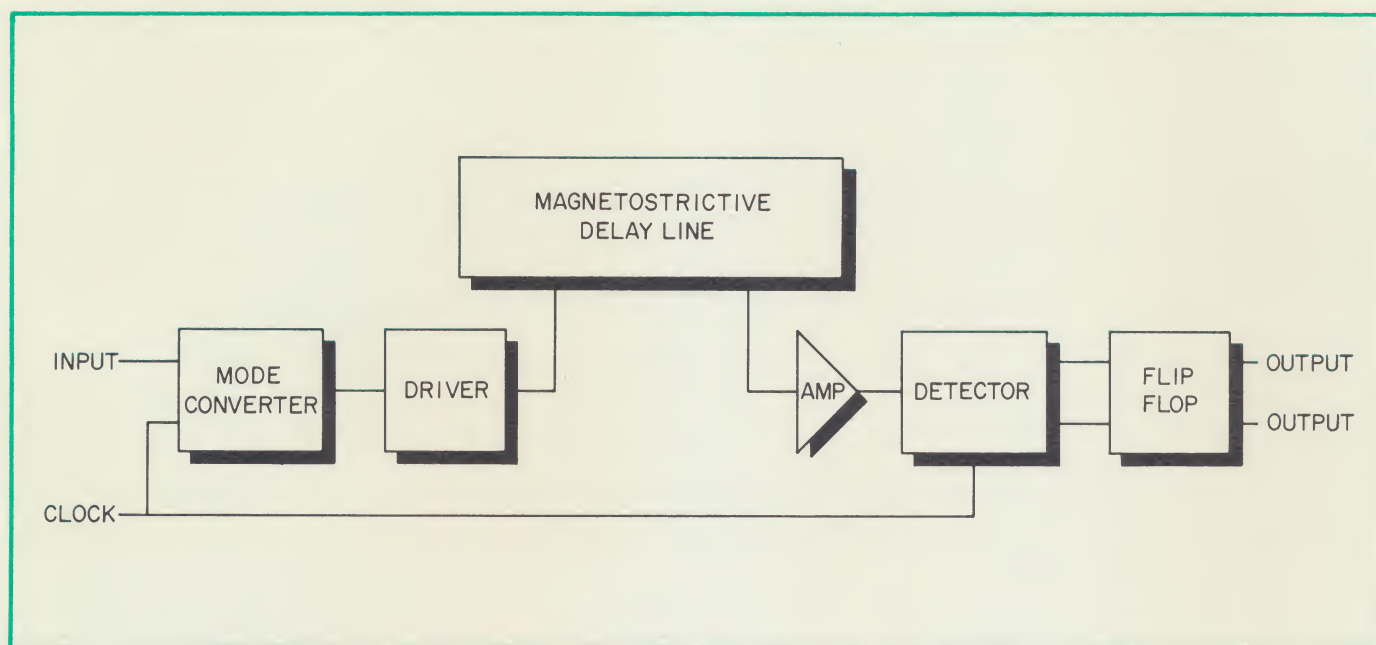 MAGNETOSTRICTIVE
DELAY LINE
INPUT
MODE
CONVERTER
DRIVER
AMP
DETECTOR
FLIP
FLOP
OUTPUT
OUTPUT
CLOCK